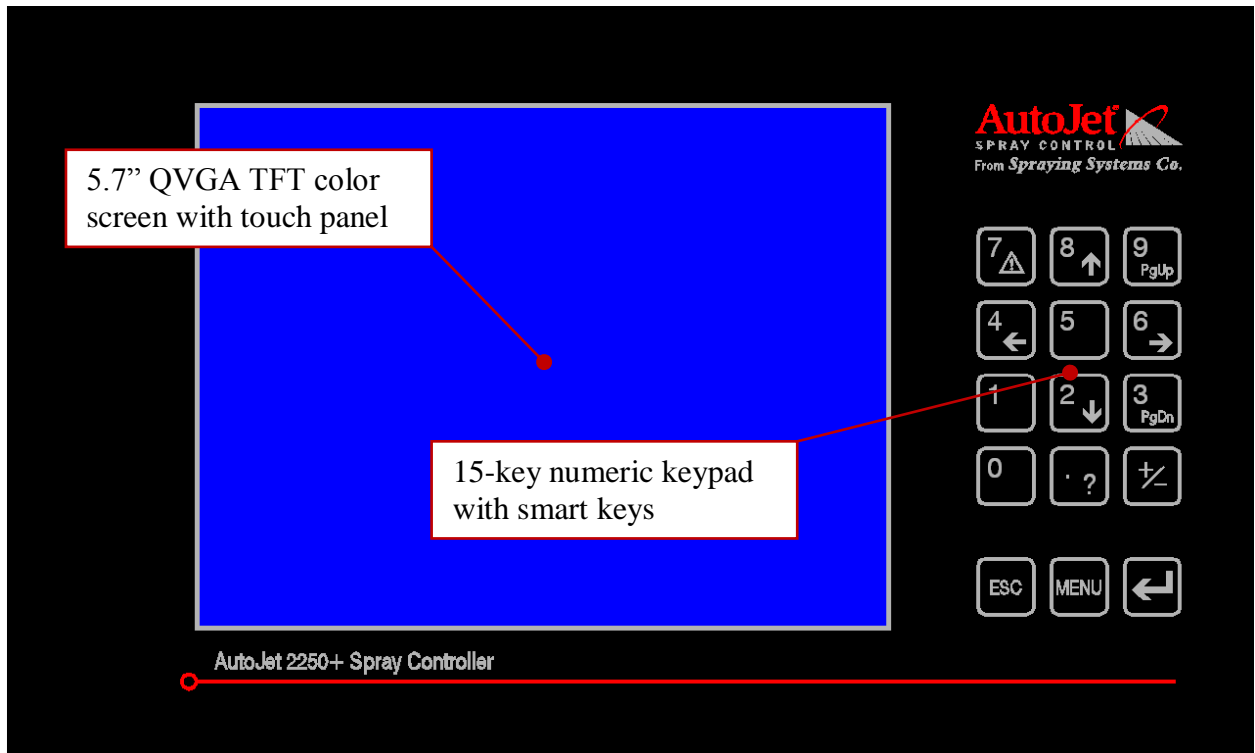 AutoJet®
SPRAY CONTROL
From Spraying Systems Co.
5.7” QVGA TFT color
screen with touch panel
7 8 9
PgUp
4 5 6
1 2 3
PgDn
15-key numeric keypad
with smart keys
0 . ? +/-
ESC MENU
AutoJet 2250+ Spray Controller